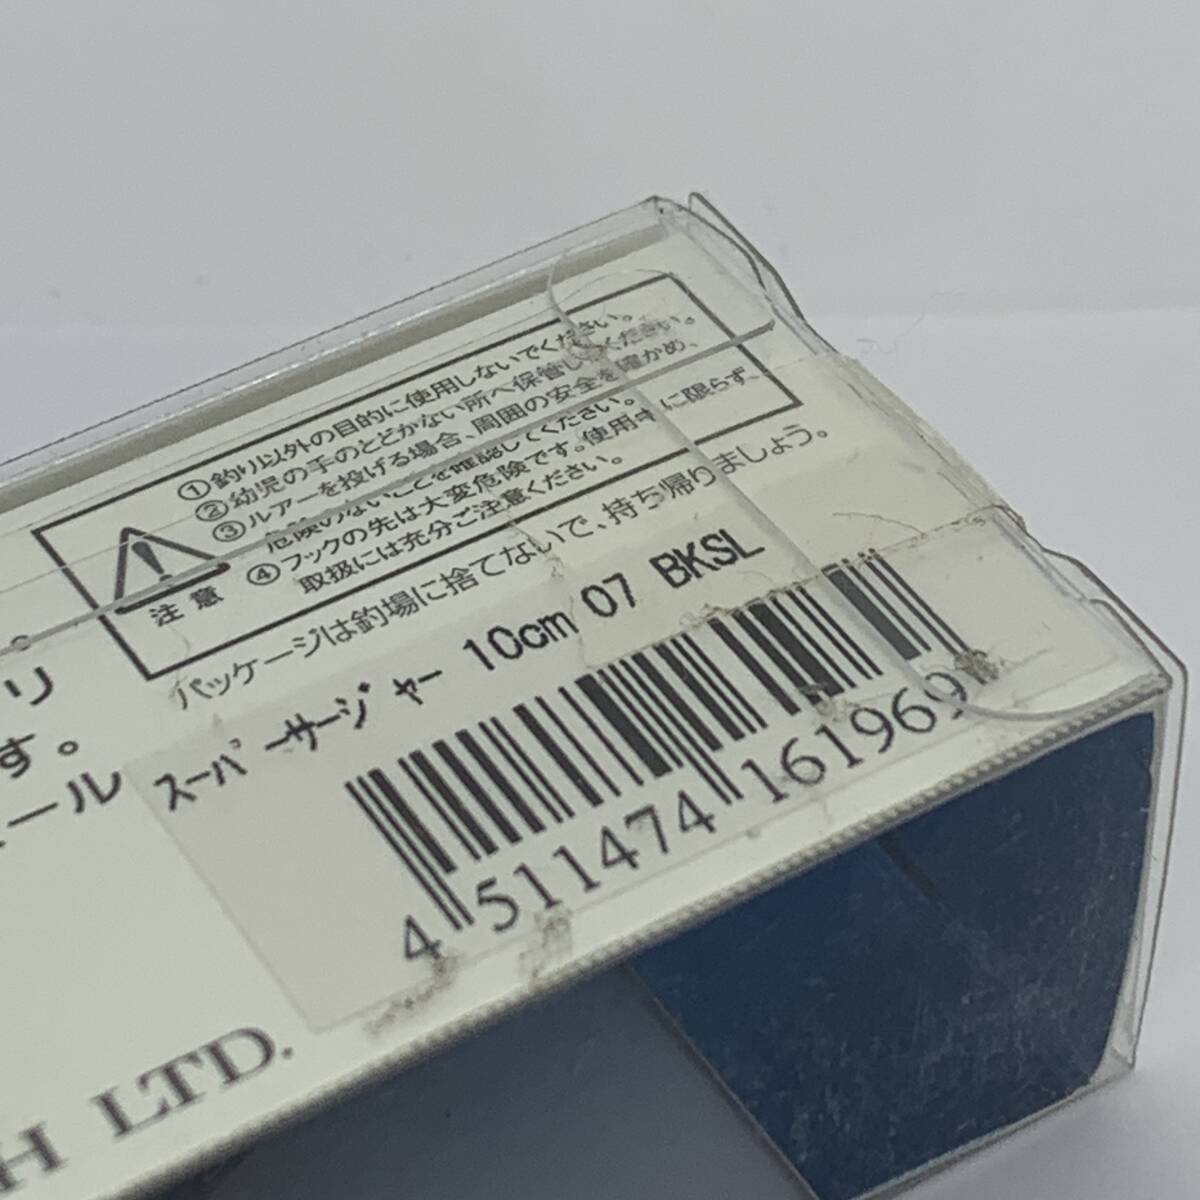 ①釣り以外の目的に使用しないでください。
②幼児の手のとどかない所へ保管してください。
③ルアーを投げる場合、周囲の安全を確かめ、
危険のないことを確認してください。
④フックの先は大変危険です。使用中に限らず、
取扱には充分ご注意ください。
注意
パッケージは釣場に捨てないで、持ち帰りましょう。
リ
す。
ール
スーパーサージャー 10cm 07 BKSL
4 511474 161969
H LTD.